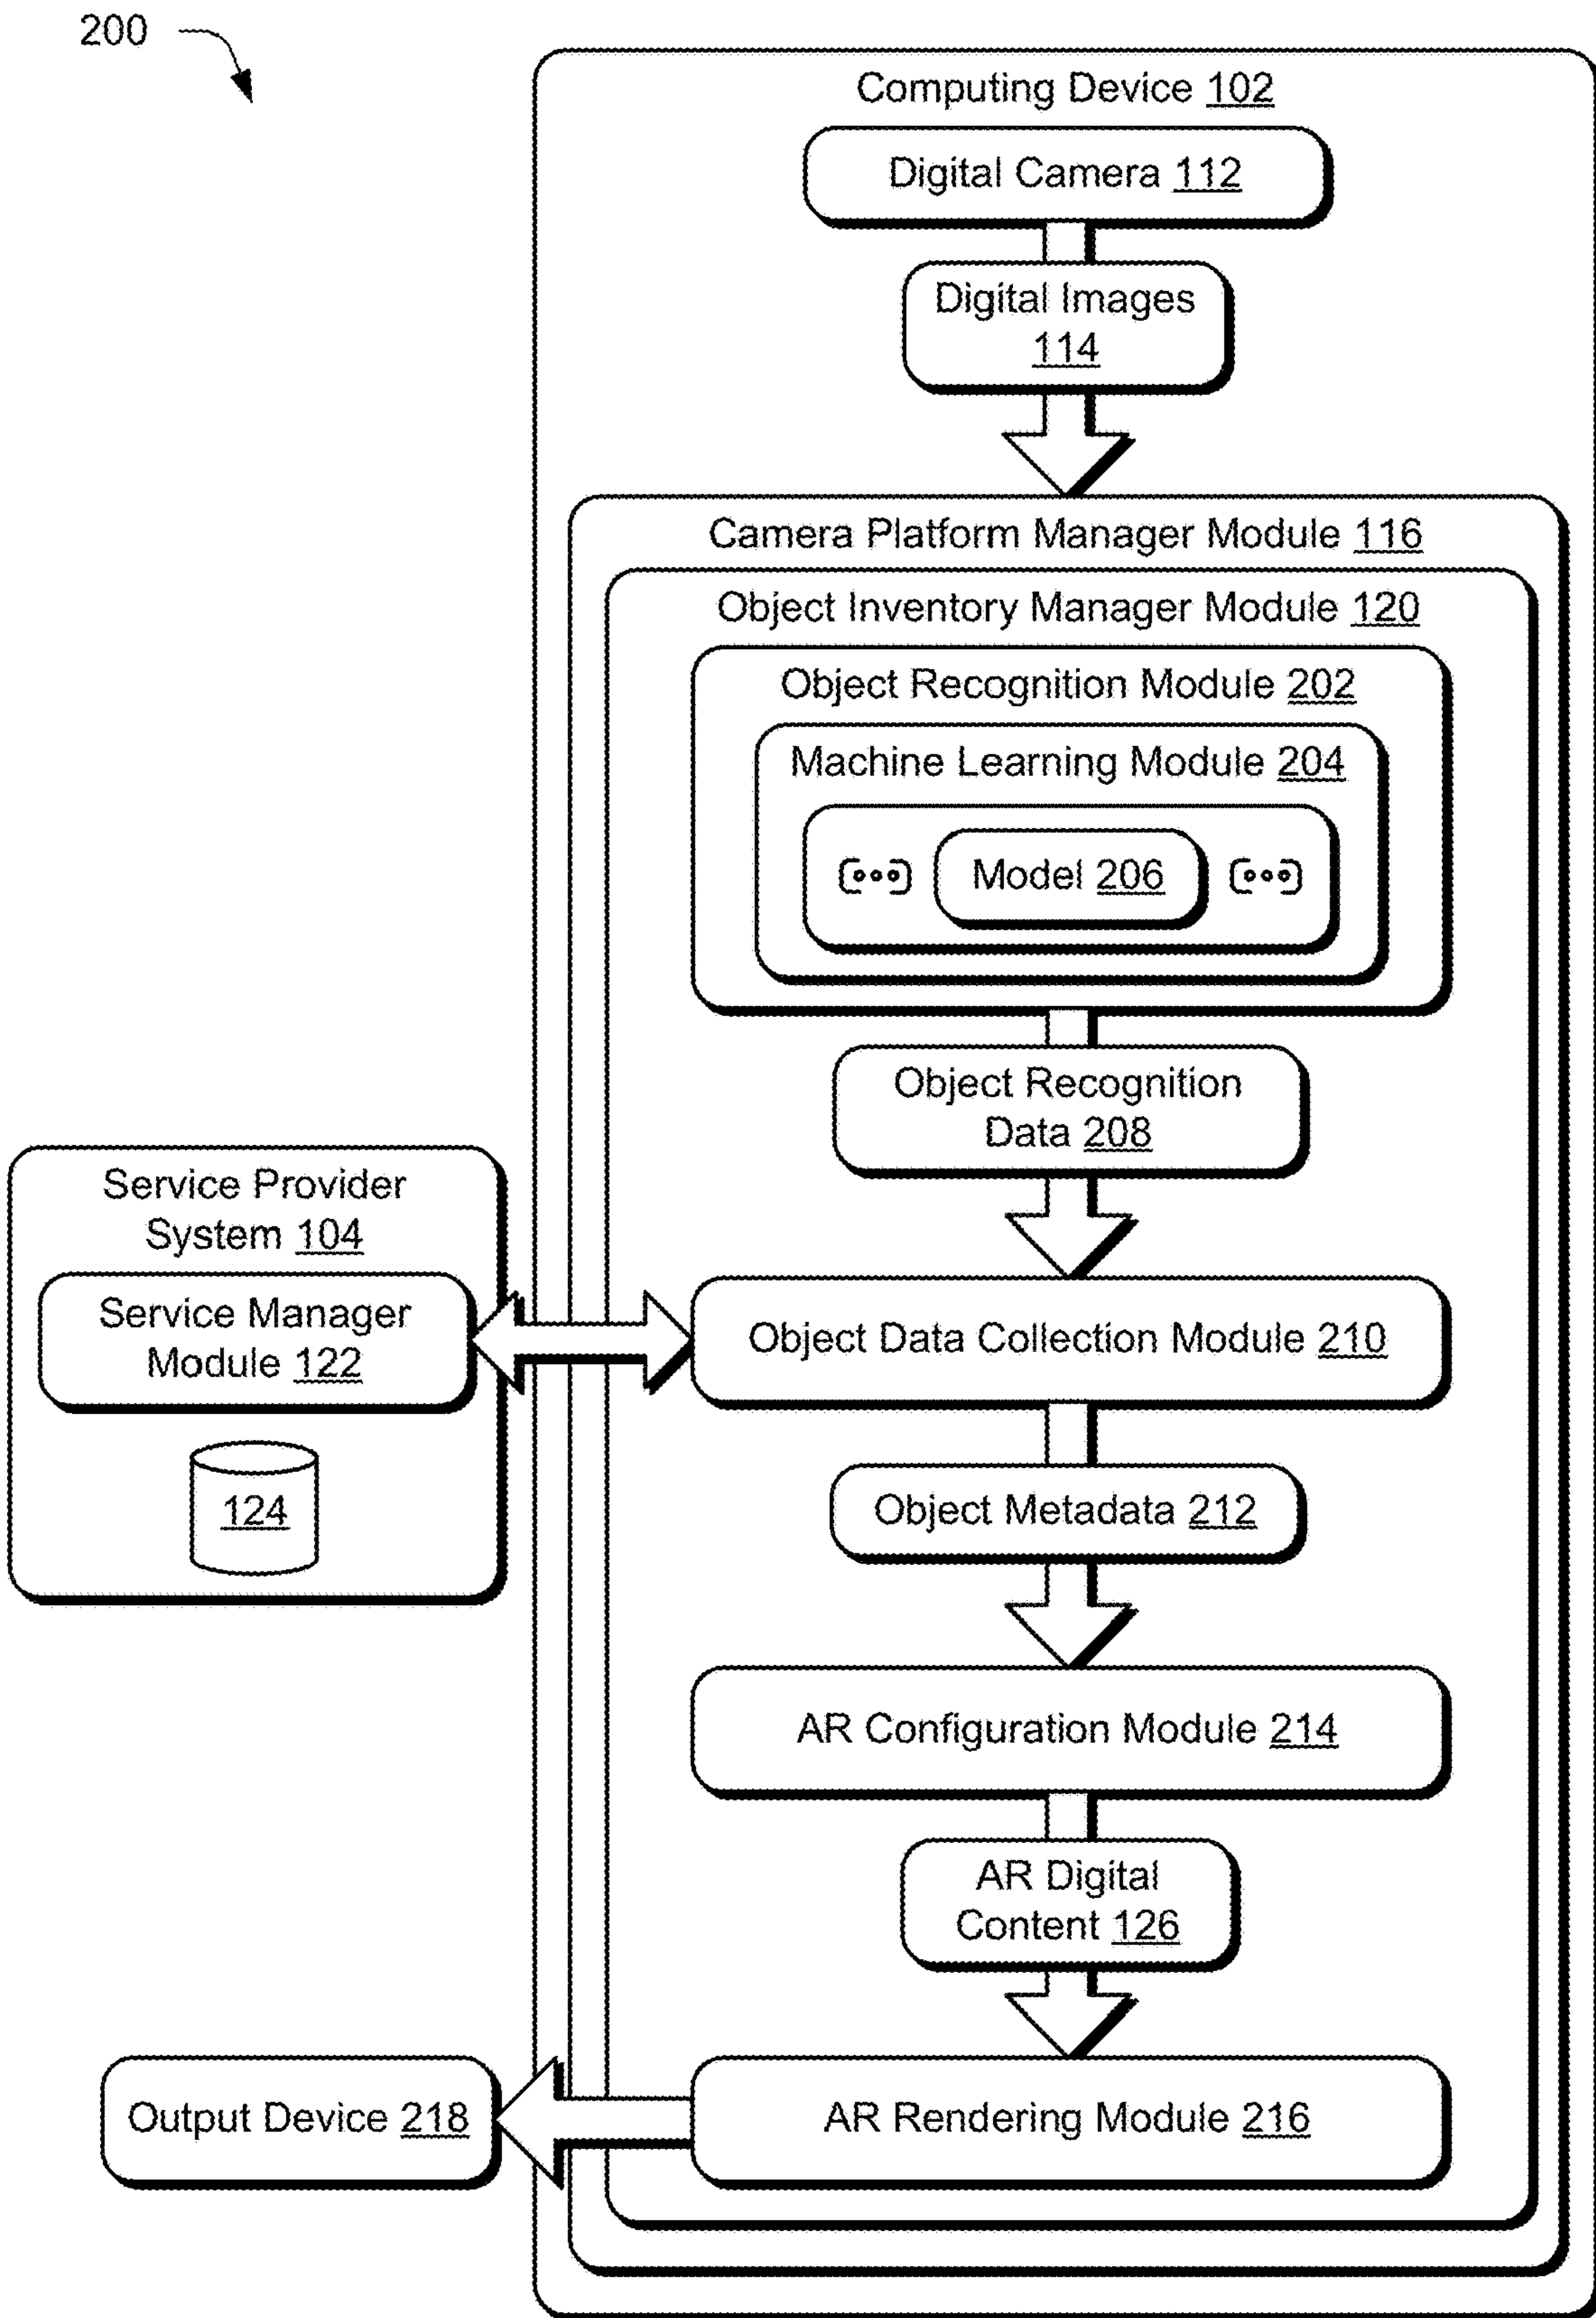 200
Computing Device 102
Digital Camera 112
Digital Images
114
Camera Platform Manager Module 116
Object Inventory Manager Module 120
Object Recognition Module 202
Machine Learning Module 204
Model 206
Object Recognition
Data 208
Service Provider
System 104
Service Manager
Module 122
124
Object Data Collection Module 210
Object Metadata 212
AR Configuration Module 214
AR Digital
Content 126
Output Device 218
AR Rendering Module 216